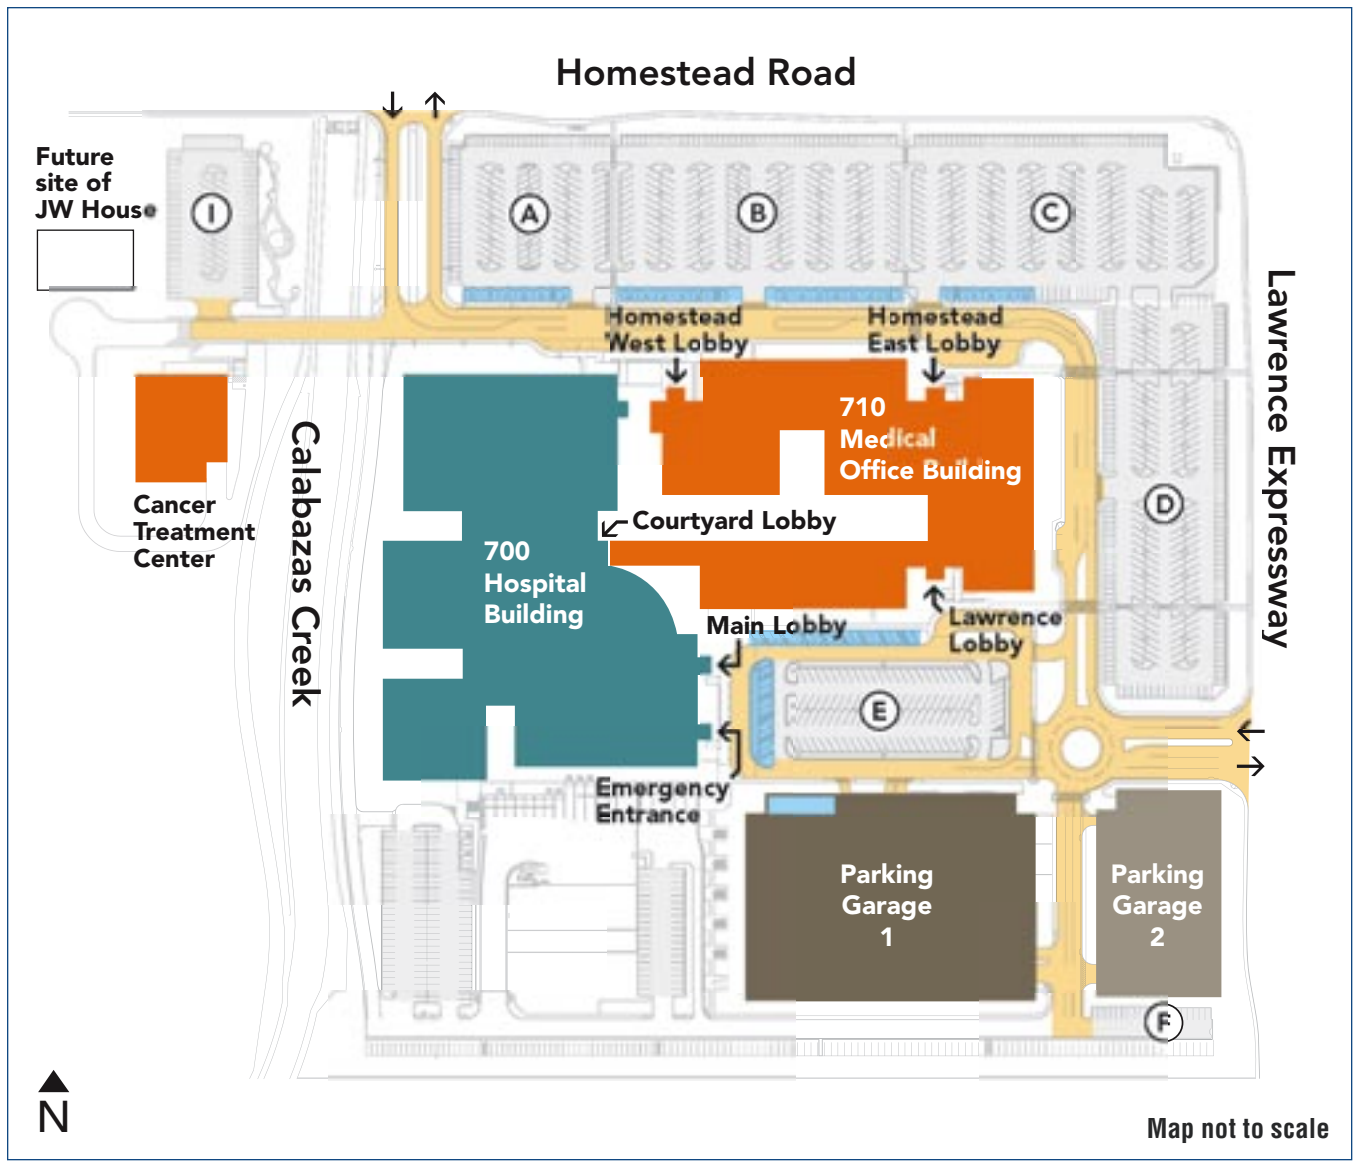 Homestead Road
Future
site of
JW House
I
A
B
C
Homestead
West Lobby
Homestead
East Lobby
710
Medical
Office Building
Lawrence Expressway
D
Cancer
Treatment
Center
Calabazas Creek
Courtyard Lobby
700
Hospital
Building
Main Lobby
Lawrence
Lobby
E
Emergency
Entrance
Parking
Garage
1
Parking
Garage
2
F
N
Map not to scale